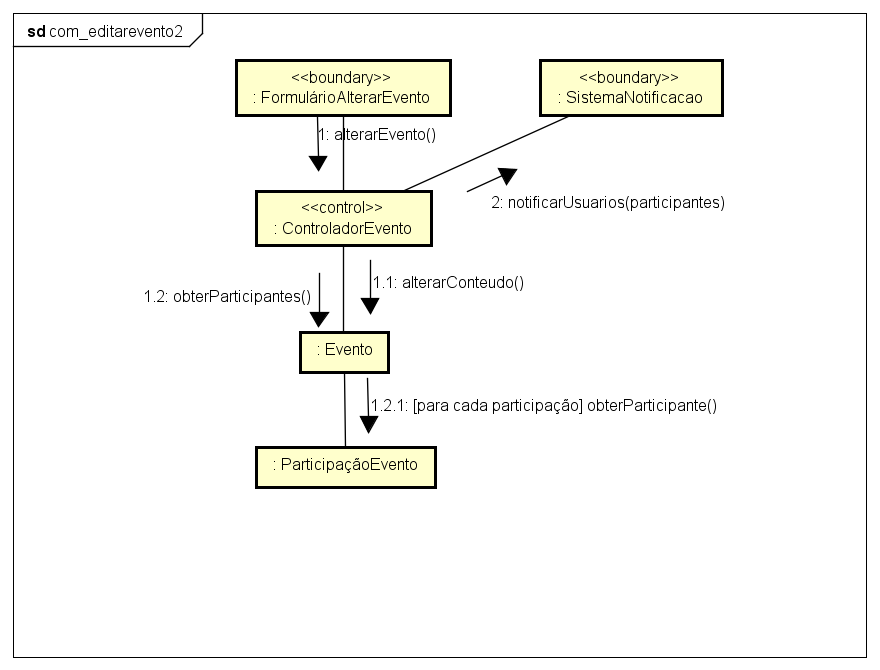 sd com_editarevento2
<<boundary>>
: FormulárioAlterarEvento
<<boundary>>
: SistemaNotificacao
1: alterarEvento()
2: notificarUsuarios(participantes)
<<control>>
: ControladorEvento
1.1: alterarConteudo()
1.2: obterParticipantes()
: Evento
1.2.1: [para cada participação] obterParticipante()
: ParticipaçãoEvento